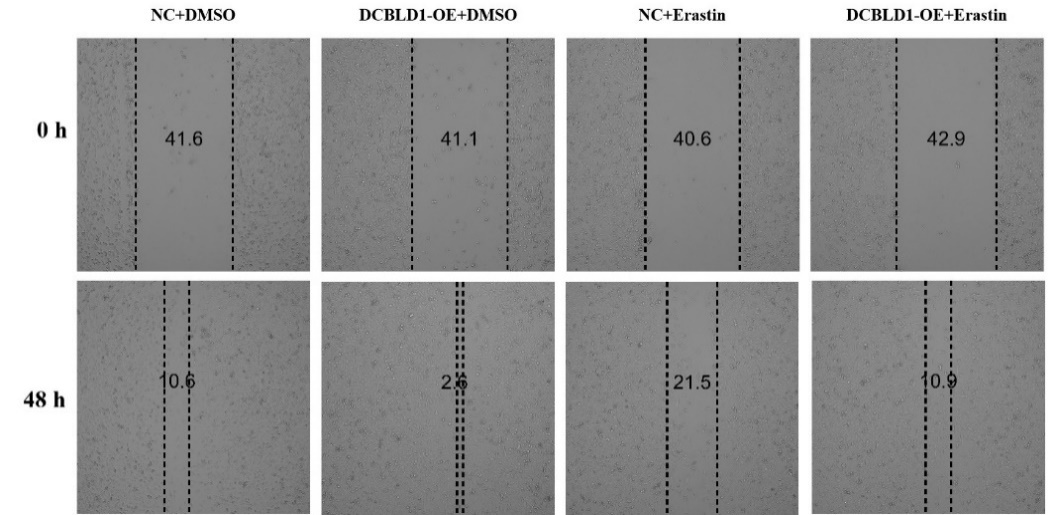 NC+DMSO DCBLD1-OE+DMSO NC+Erastin DCBLD1-OE+Erastin
0 h 41.6 41.1 40.6 42.9
48 h 10.6 2.6 21.5 10.9